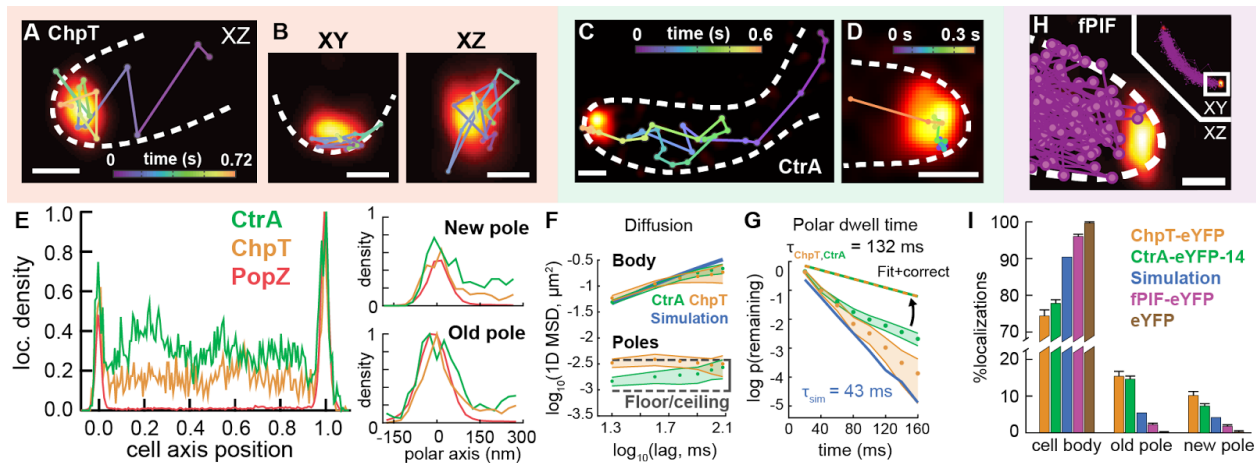 A ChpT XZ
0 time (s) 0.72
B XY XZ
C 0 time (s) 0.6
CtrA
D 0 s 0.3 s
H fPIF
XY
XZ
E
loc. density
1.0
0.8
0.6
0.4
0.2
0.0
CtrA
ChpT
PopZ
0.0 0.2 0.4 0.6 0.8 1.0
cell axis position
New pole
density
1
0
Old pole
density
1
0
-150 0 250
polar axis (nm)
F Diffusion
Body
CtrA ChpT
Simulation
Poles
Floor/ceiling
log10(1D MSD, µm²)
-0.5
-1.5
-2.5
-3.5
1.3 1.5 1.7 1.9 2.1
log10(lag, ms)
G Polar dwell time
τChpT,CtrA = 132 ms
Fit+correct
τsim = 43 ms
log p(remaining)
0
-1
-2
-3
-4
-5
0 40 80 120 160
time (ms)
I
%localizations
100
90
80
70
20
10
0
ChpT-eYFP
CtrA-eYFP-14
Simulation
fPIF-eYFP
eYFP
cell body old pole new pole